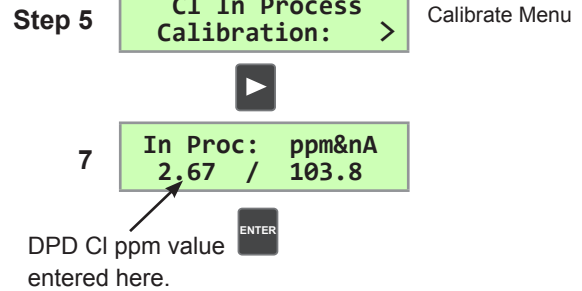 Cl In Process
Step 5
Calibration: >
Calibrate Menu
7
In Proc: ppm&nA
2.67 / 103.8
DPD Cl ppm value
entered here.
ENTER